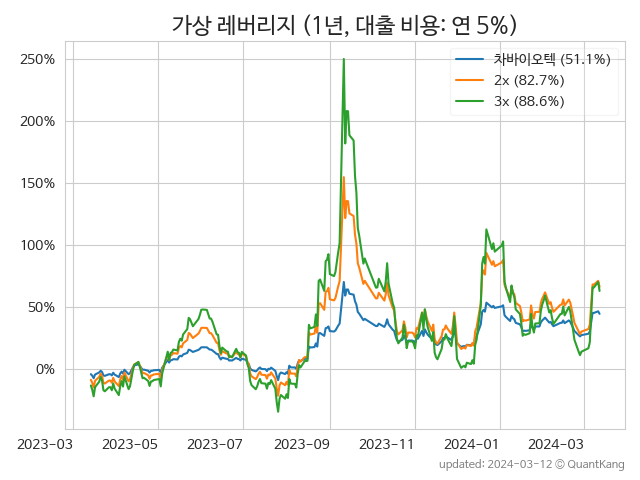 가상 레버리지 (1년, 대출 비용: 연 5%)
250%
200%
150%
100%
50%
0%
차바이오텍 (51.1%)
2x (82.7%)
3x (88.6%)
2023-03
2023-05
2023-07
2023-09
2023-11
2024-01
2024-03
updated: 2024-03-12 © QuantKang